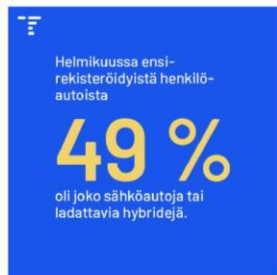 Helmikuussa ensi-
rekisteröidyistä henkilö-
autoista
49 %
oli joko sähköautoja tai
ladattavia hybridejä.